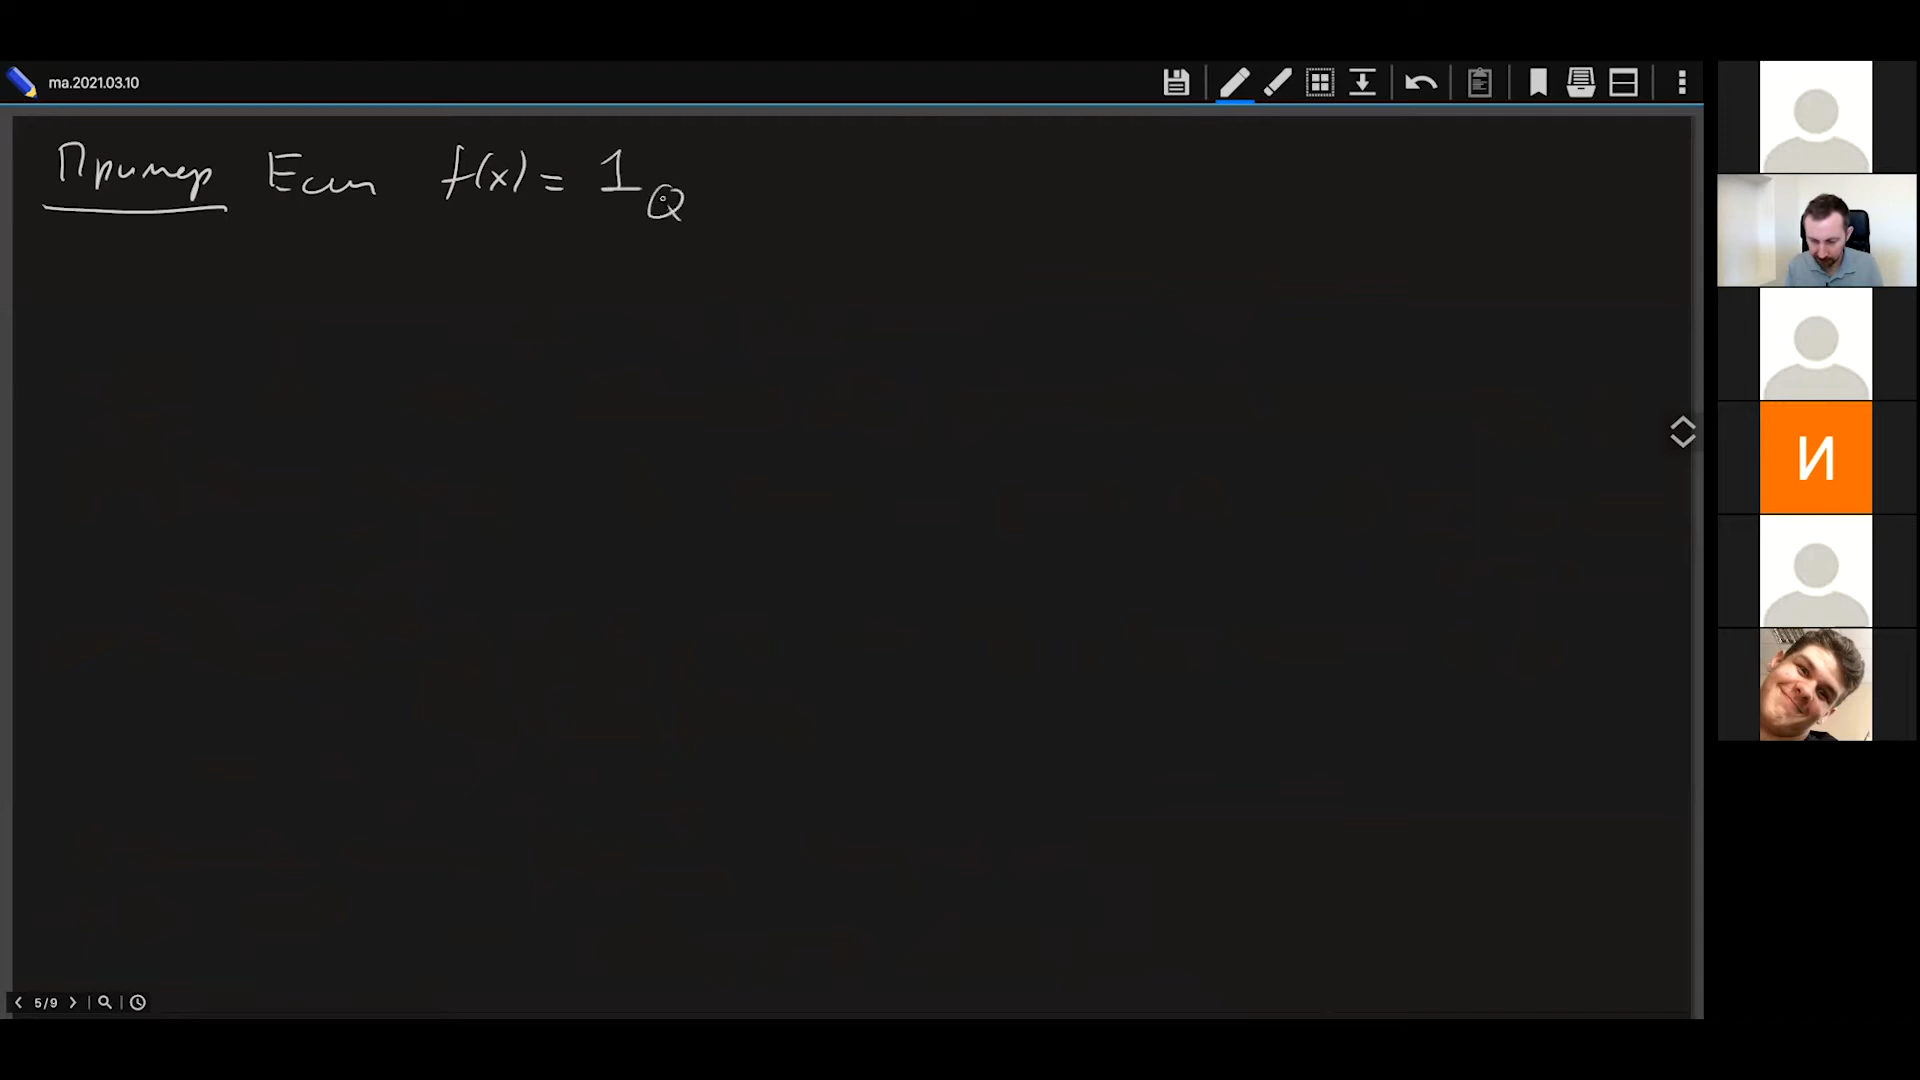 ma.2021.03.10
Пример Если f(x) = 1_Q
И
5/9